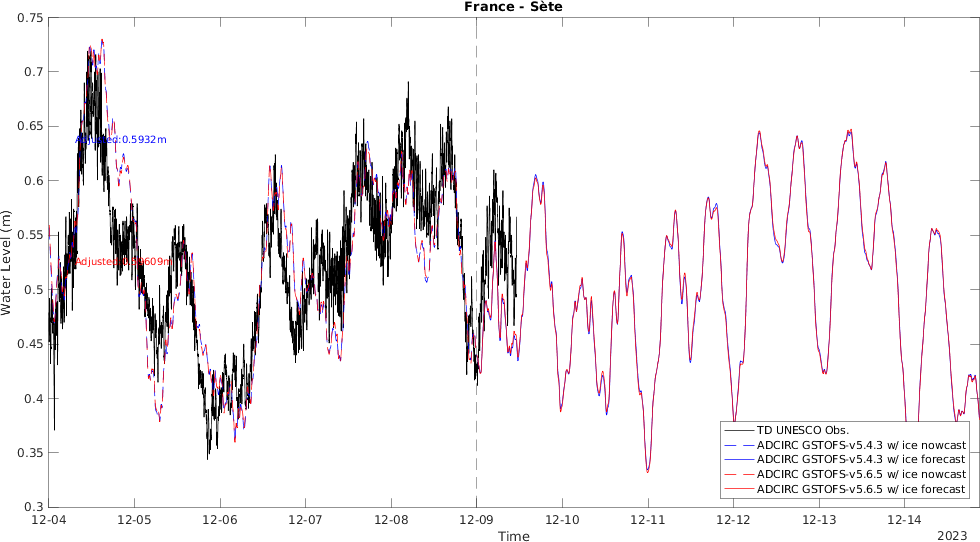 France - Sète
Water Level (m)
0.75
0.7
0.65
0.6
0.55
0.5
0.45
0.4
0.35
0.3
Adjusted:0.5932m
TD UNESCO Obs.
ADCIRC GSTOFS-v5.4.3 w/ ice nowcast
ADCIRC GSTOFS-v5.4.3 w/ ice forecast
ADCIRC GSTOFS-v5.6.5 w/ ice nowcast
ADCIRC GSTOFS-v5.6.5 w/ ice forecast
12-04 12-05 12-06 12-07 12-08 12-09 12-10 12-11 12-12 12-13 12-14
Time
2023